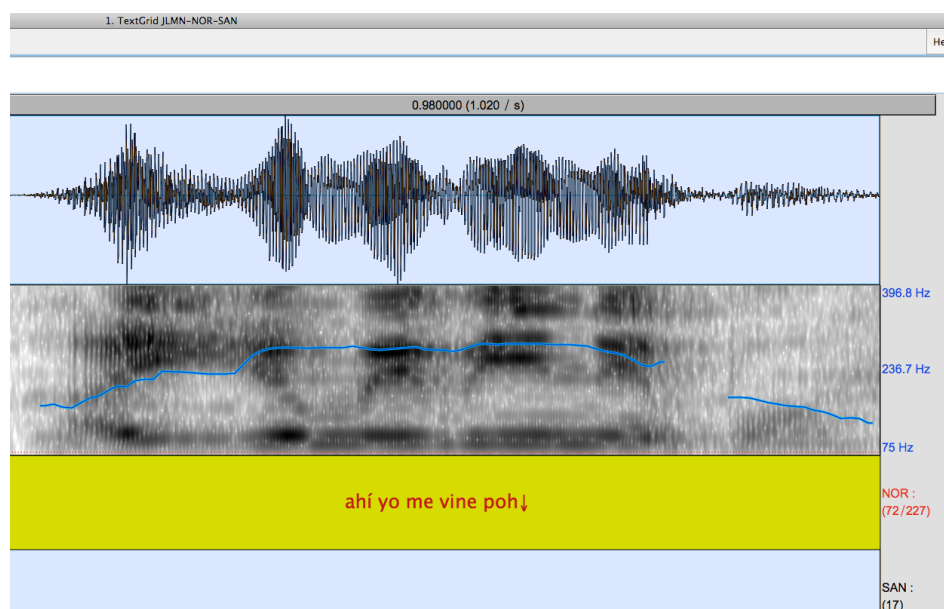 1. TextGrid JLMN-NOR-SAN
He
0.980000 (1.020 / s)
396.8 Hz
236.7 Hz
75 Hz
ahí yo me vine poh↓
NOR :
(72/227)
SAN :
(17)